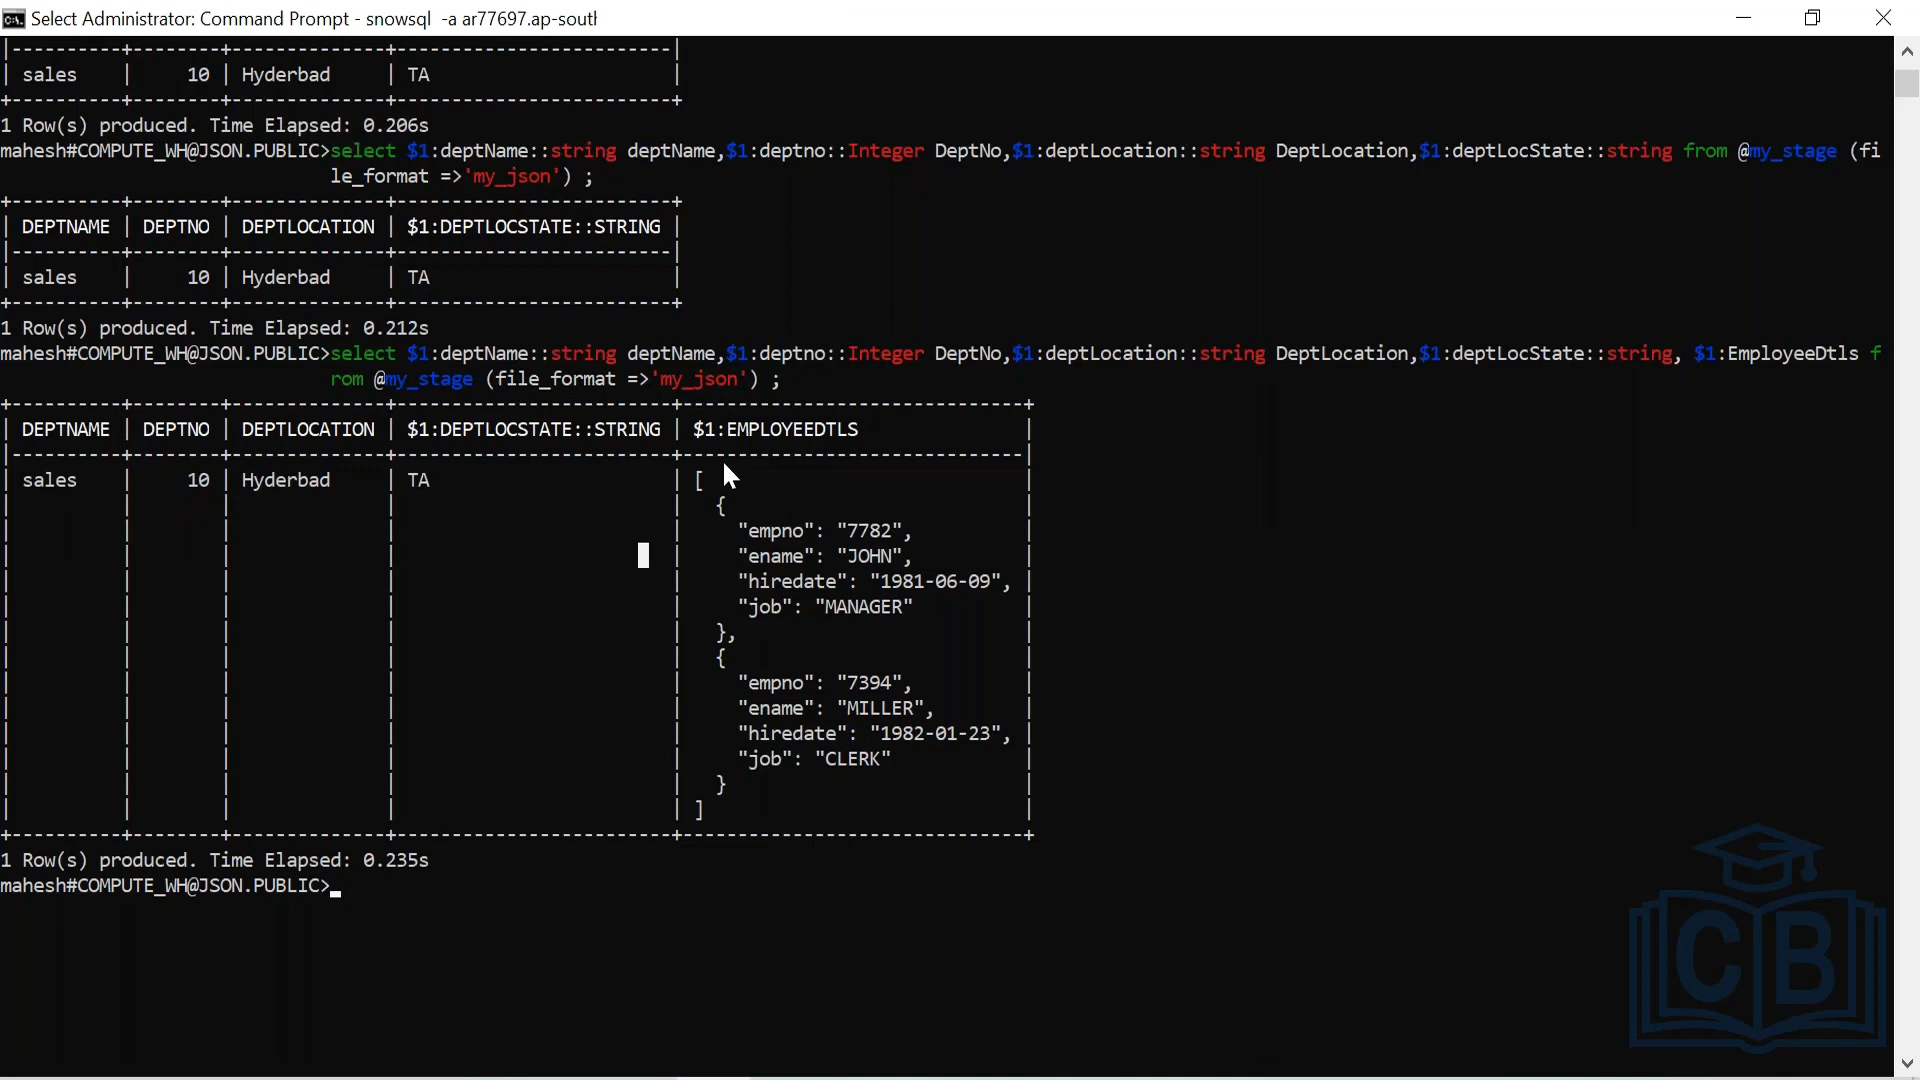 Select Administrator: Command Prompt - snowsql  -a ar77697.ap-south
|----------+--------+--------------+-------------------------|
| sales    |     10 | Hyderbad     | TA                      |
+----------+--------+--------------+-------------------------+
1 Row(s) produced. Time Elapsed: 0.206s
mahesh#COMPUTE_WH@JSON.PUBLIC>select $1:deptName::string deptName,$1:deptno::Integer DeptNo,$1:deptLocation::string DeptLocation,$1:deptLocState::string from @my_stage (fi
le_format =>'my_json') ;
+----------+--------+--------------+-------------------------+
| DEPTNAME | DEPTNO | DEPTLOCATION | $1:DEPTLOCSTATE::STRING |
|----------+--------+--------------+-------------------------|
| sales    |     10 | Hyderbad     | TA                      |
+----------+--------+--------------+-------------------------+
1 Row(s) produced. Time Elapsed: 0.212s
mahesh#COMPUTE_WH@JSON.PUBLIC>select $1:deptName::string deptName,$1:deptno::Integer DeptNo,$1:deptLocation::string DeptLocation,$1:deptLocState::string, $1:EmployeeDtls f
rom @my_stage (file_format =>'my_json') ;
+----------+--------+--------------+-------------------------+-------------------------------+
| DEPTNAME | DEPTNO | DEPTLOCATION | $1:DEPTLOCSTATE::STRING | $1:EMPLOYEEDTLS               |
|----------+--------+--------------+-------------------------+-------------------------------|
| sales    |     10 | Hyderbad     | TA                      | [                             |
|          |        |              |                         |   {                           |
|          |        |              |                         |     "empno": "7782",          |
|          |        |              |                         |     "ename": "JOHN",          |
|          |        |              |                         |     "hiredate": "1981-06-09", |
|          |        |              |                         |     "job": "MANAGER"          |
|          |        |              |                         |   },                          |
|          |        |              |                         |   {                           |
|          |        |              |                         |     "empno": "7394",          |
|          |        |              |                         |     "ename": "MILLER",        |
|          |        |              |                         |     "hiredate": "1982-01-23", |
|          |        |              |                         |     "job": "CLERK"            |
|          |        |              |                         |   }                           |
|          |        |              |                         | ]                             |
+----------+--------+--------------+-------------------------+-------------------------------+
1 Row(s) produced. Time Elapsed: 0.235s
mahesh#COMPUTE_WH@JSON.PUBLIC>
CB